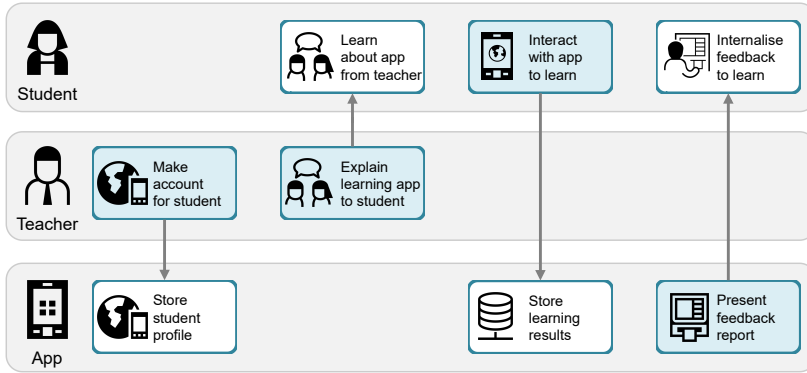 Student
Learn
about app
from teacher
Interact
with app
to learn
Internalise
feedback
to learn
Teacher
Make
account
for student
Explain
learning app
to student
App
Store
student
profile
Store
learning
results
Present
feedback
report